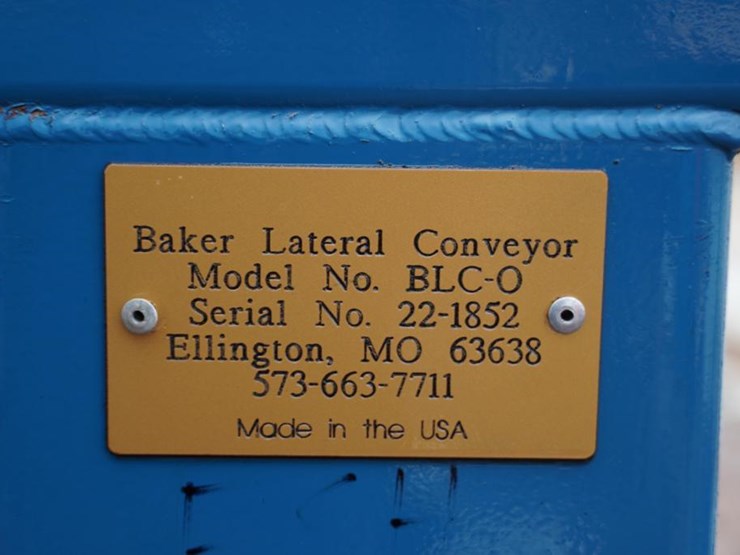 Baker Lateral Conveyor
Model No. BLC-O
Serial No. 22-1852
Ellington, MO 63638
573-663-7711
Made in the USA